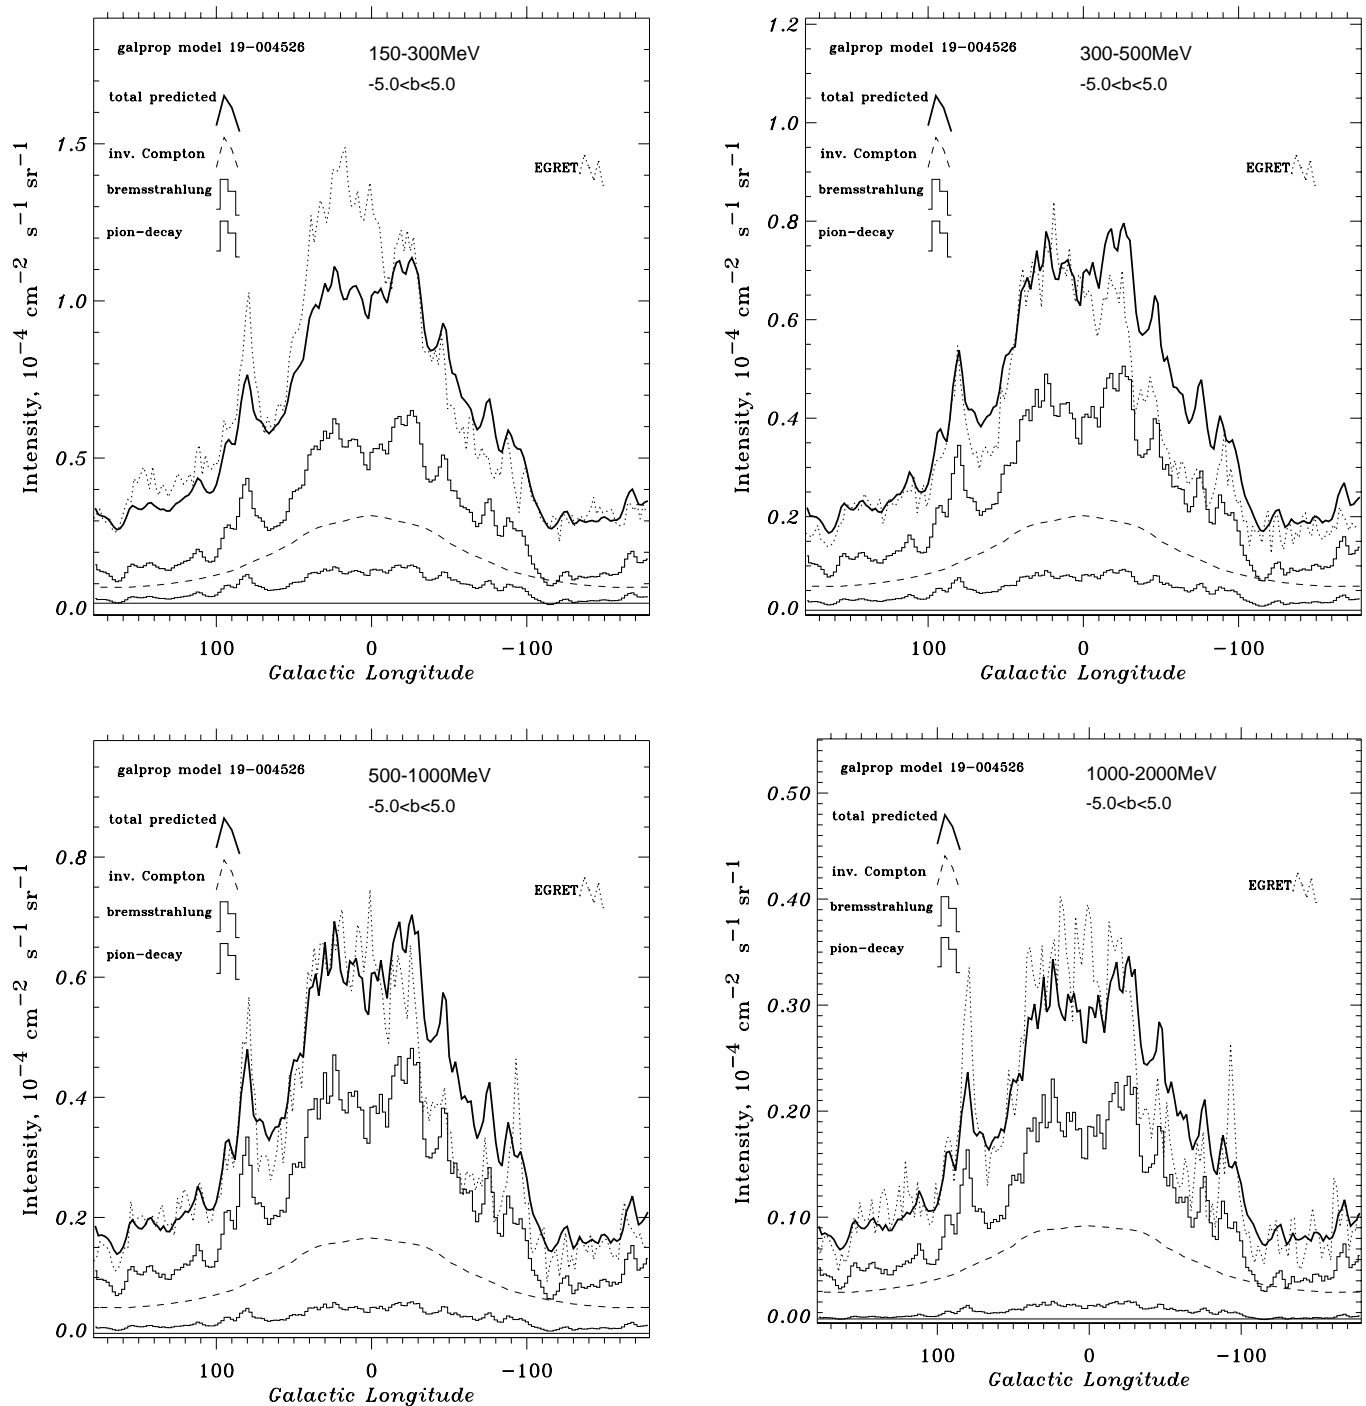 galprop model 19-004526
150-300MeV
-5.0<b<5.0
total predicted
inv. Compton
bremsstrahlung
pion-decay
EGRET
1.5
1.0
0.5
0.0
Intensity, 10⁻⁴ cm⁻² s⁻¹ sr⁻¹
100 0 -100
Galactic Longitude
galprop model 19-004526
300-500MeV
-5.0<b<5.0
total predicted
inv. Compton
bremsstrahlung
pion-decay
EGRET
1.2
1.0
0.8
0.6
0.4
0.2
0.0
Intensity, 10⁻⁴ cm⁻² s⁻¹ sr⁻¹
100 0 -100
Galactic Longitude
galprop model 19-004526
500-1000MeV
-5.0<b<5.0
total predicted
inv. Compton
bremsstrahlung
pion-decay
EGRET
0.8
0.6
0.4
0.2
0.0
Intensity, 10⁻⁴ cm⁻² s⁻¹ sr⁻¹
100 0 -100
Galactic Longitude
galprop model 19-004526
1000-2000MeV
-5.0<b<5.0
total predicted
inv. Compton
bremsstrahlung
pion-decay
EGRET
0.50
0.40
0.30
0.20
0.10
0.00
Intensity, 10⁻⁴ cm⁻² s⁻¹ sr⁻¹
100 0 -100
Galactic Longitude